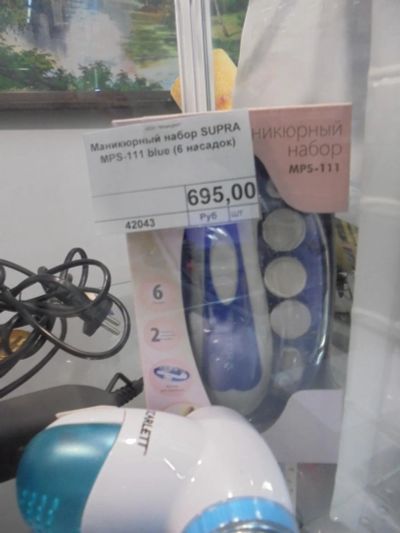 Маникюрный набор SUPRA
MPS-111 blue (6 насадок)
695,00
42043
Руб
шт
никюрный
набор
MPS-111
6
2
SCARLETT